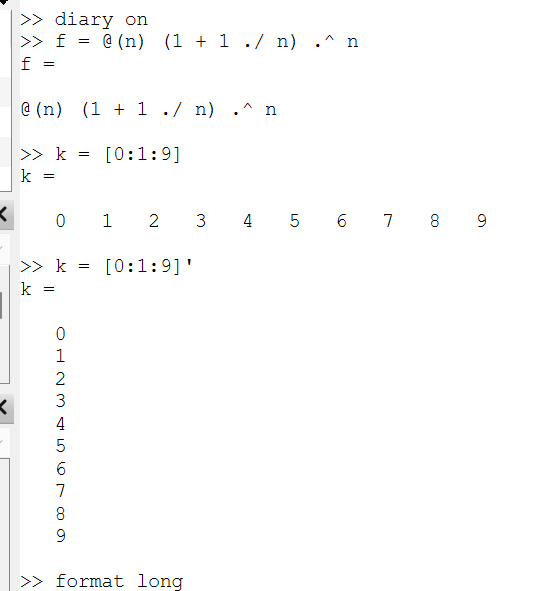 >> diary on
>> f = @(n) (1 + 1 ./ n) .^ n
f =
@(n) (1 + 1 ./ n) .^ n
>> k = [0:1:9]
k =
0 1 2 3 4 5 6 7 8 9
>> k = [0:1:9]'
k =
0
1
2
3
4
5
6
7
8
9
>> format long